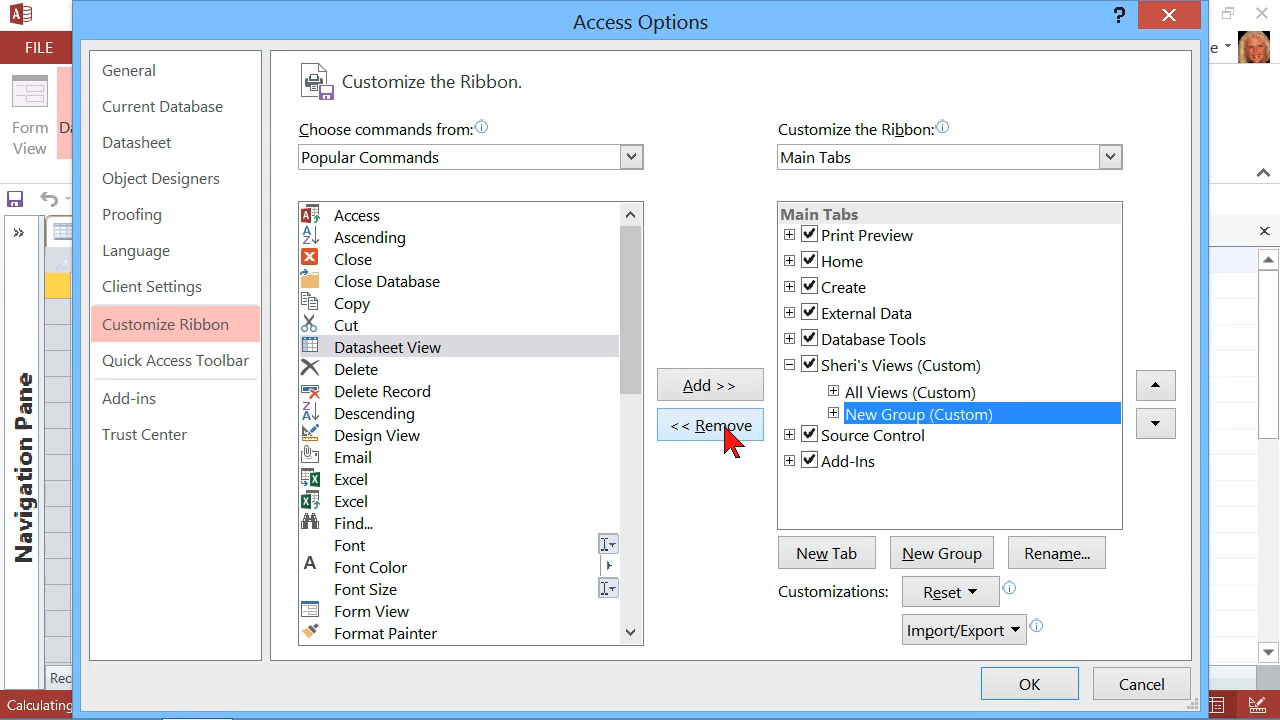 Access Options
?
FILE
e
Form
View
Da
Navigation Pane
Rec
Calculating
General
Current Database
Datasheet
Object Designers
Proofing
Language
Client Settings
Customize Ribbon
Quick Access Toolbar
Add-ins
Trust Center
Customize the Ribbon.
Choose commands from:
Popular Commands
Access
Ascending
Close
Close Database
Copy
Cut
Datasheet View
Delete
Delete Record
Descending
Design View
Email
Excel
Excel
Find...
Font
Font Color
Font Size
Form View
Format Painter
Add >>
<< Remove
Customize the Ribbon:
Main Tabs
Main Tabs
Print Preview
Home
Create
External Data
Database Tools
Sheri's Views (Custom)
All Views (Custom)
New Group (Custom)
Source Control
Add-Ins
New Tab
New Group
Rename...
Customizations:
Reset
Import/Export
OK
Cancel